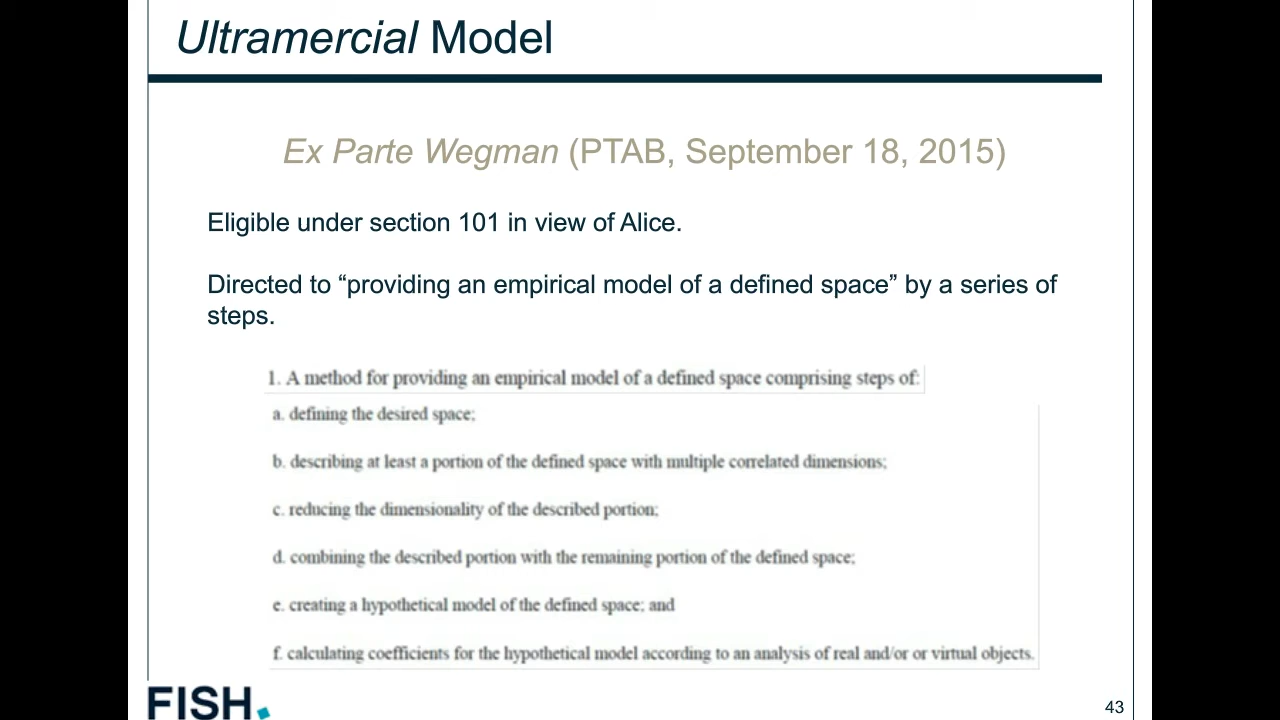 Ultramercial Model
Ex Parte Wegman (PTAB, September 18, 2015)
Eligible under section 101 in view of Alice.
Directed to “providing an empirical model of a defined space” by a series of
steps.
1. A method for providing an empirical model of a defined space comprising steps of:
a. defining the desired space;
b. describing at least a portion of the defined space with multiple correlated dimensions;
c. reducing the dimensionality of the described portion;
d. combining the described portion with the remaining portion of the defined space;
e. creating a hypothetical model of the defined space; and
f. calculating coefficients for the hypothetical model according to an analysis of real and/or or virtual objects.
FISH.
43